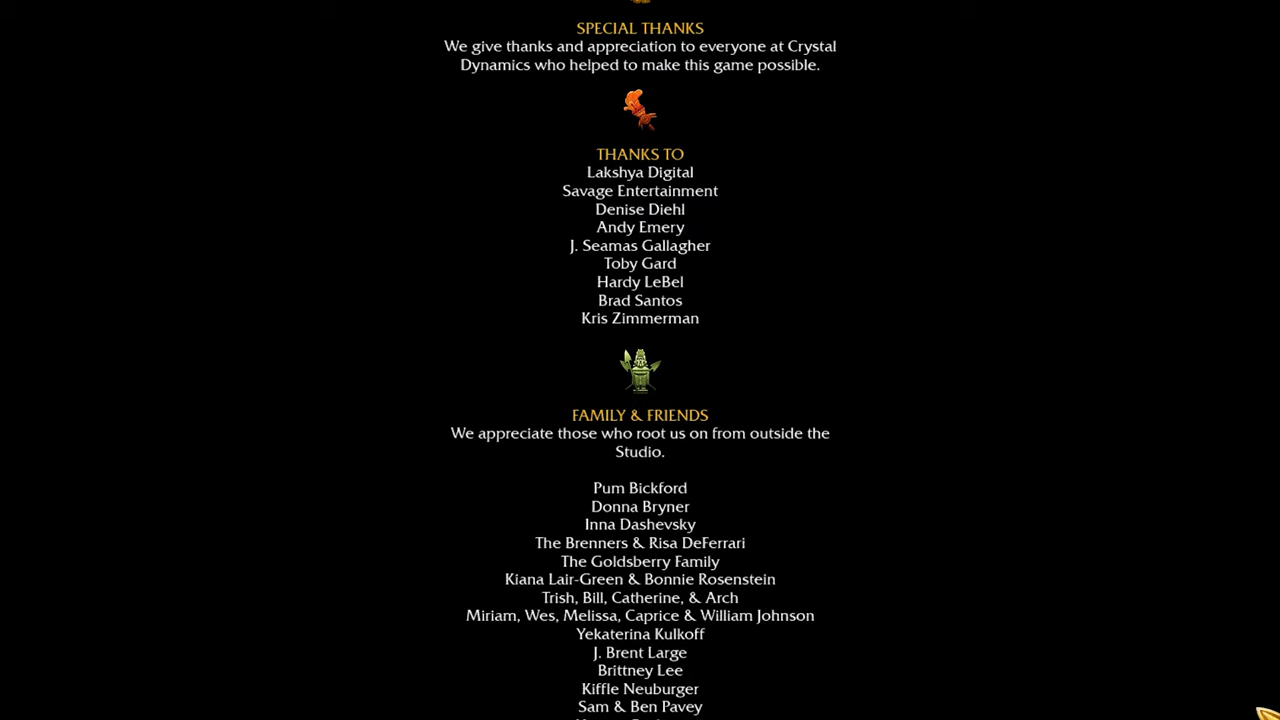 SPECIAL THANKS
We give thanks and appreciation to everyone at Crystal
Dynamics who helped to make this game possible.
THANKS TO
Lakshya Digital
Savage Entertainment
Denise Diehl
Andy Emery
J. Seamas Gallagher
Toby Gard
Hardy LeBel
Brad Santos
Kris Zimmerman
FAMILY & FRIENDS
We appreciate those who root us on from outside the
Studio.
Pum Bickford
Donna Bryner
Inna Dashevsky
The Brenners & Risa DeFerrari
The Goldsberry Family
Kiana Lair-Green & Bonnie Rosenstein
Trish, Bill, Catherine, & Arch
Miriam, Wes, Melissa, Caprice & William Johnson
Yekaterina Kulkoff
J. Brent Large
Brittney Lee
Kiffle Neuburger
Sam & Ben Pavey